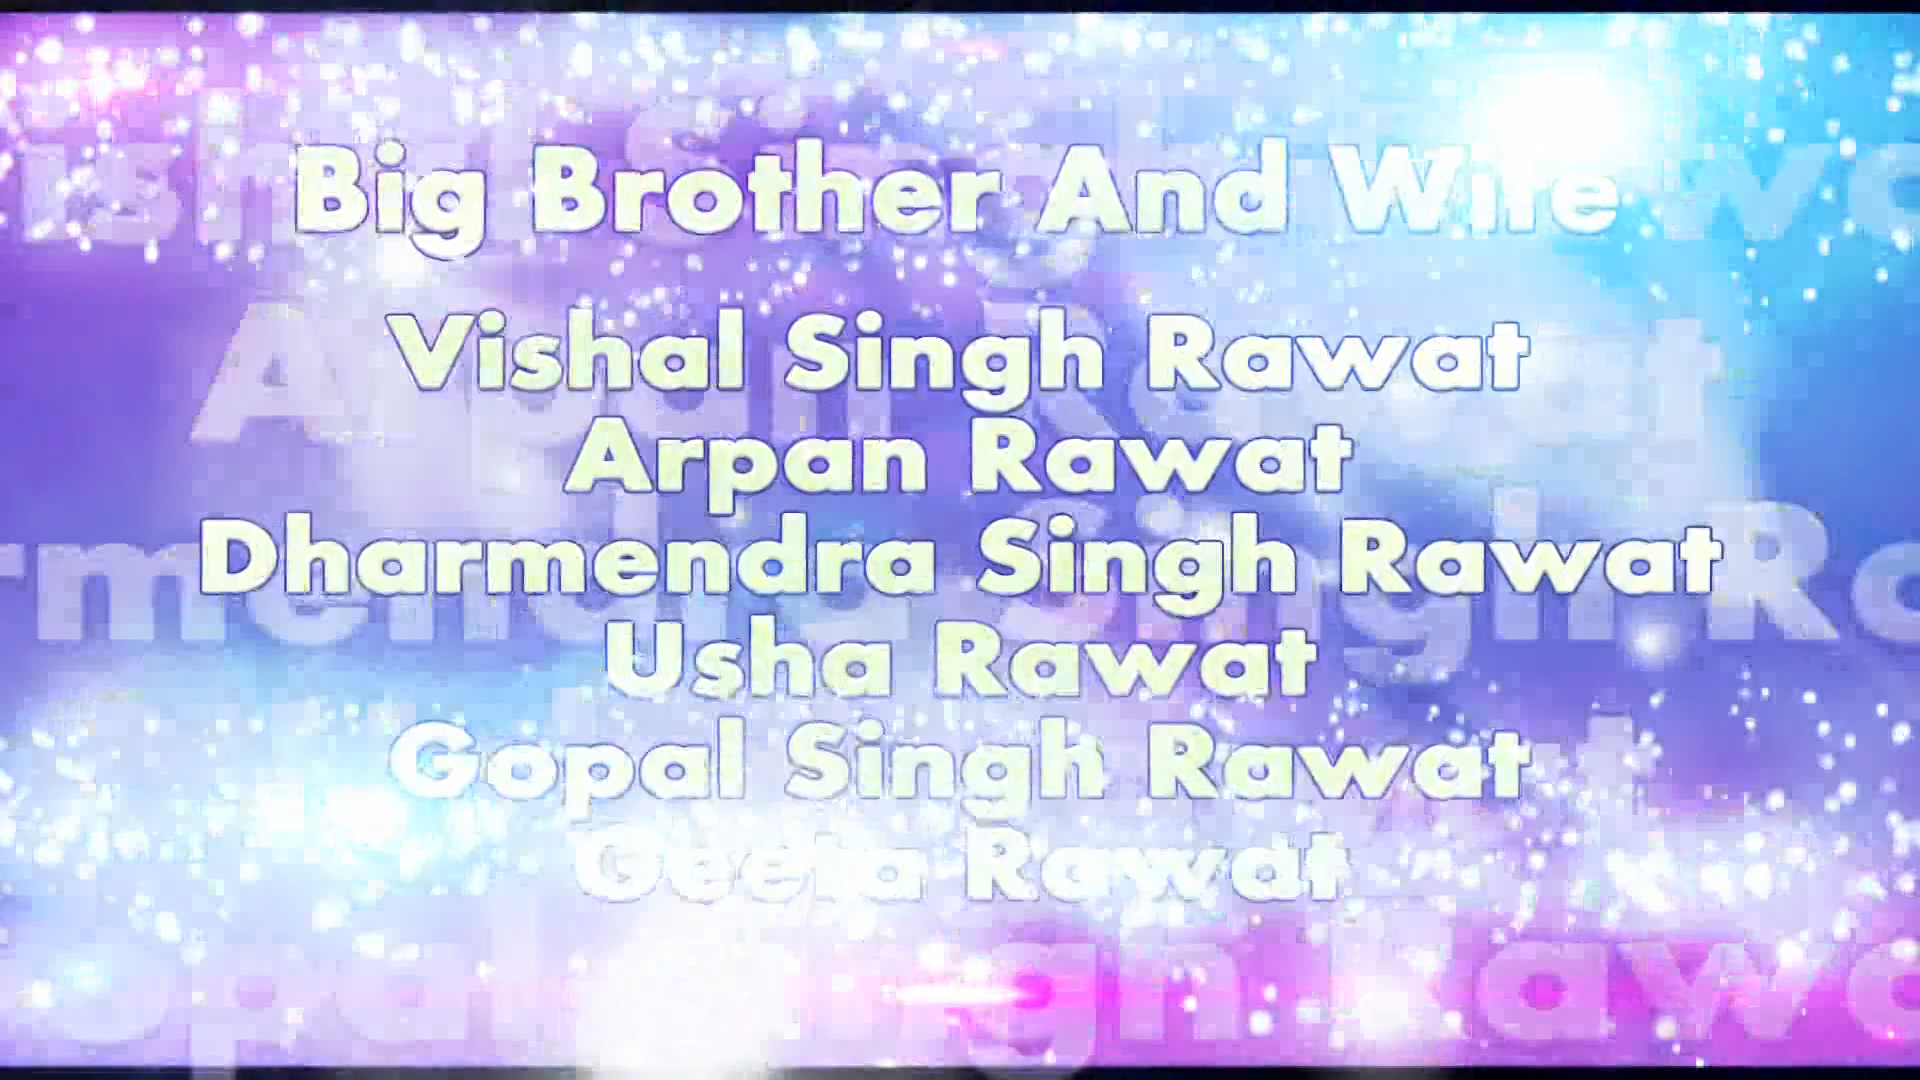 Big Brother And Wife
Vishal Singh Rawat
Arpan Rawat
Dharmendra Singh Rawat
Usha Rawat
Gopal Singh Rawat
Geeta Rawat